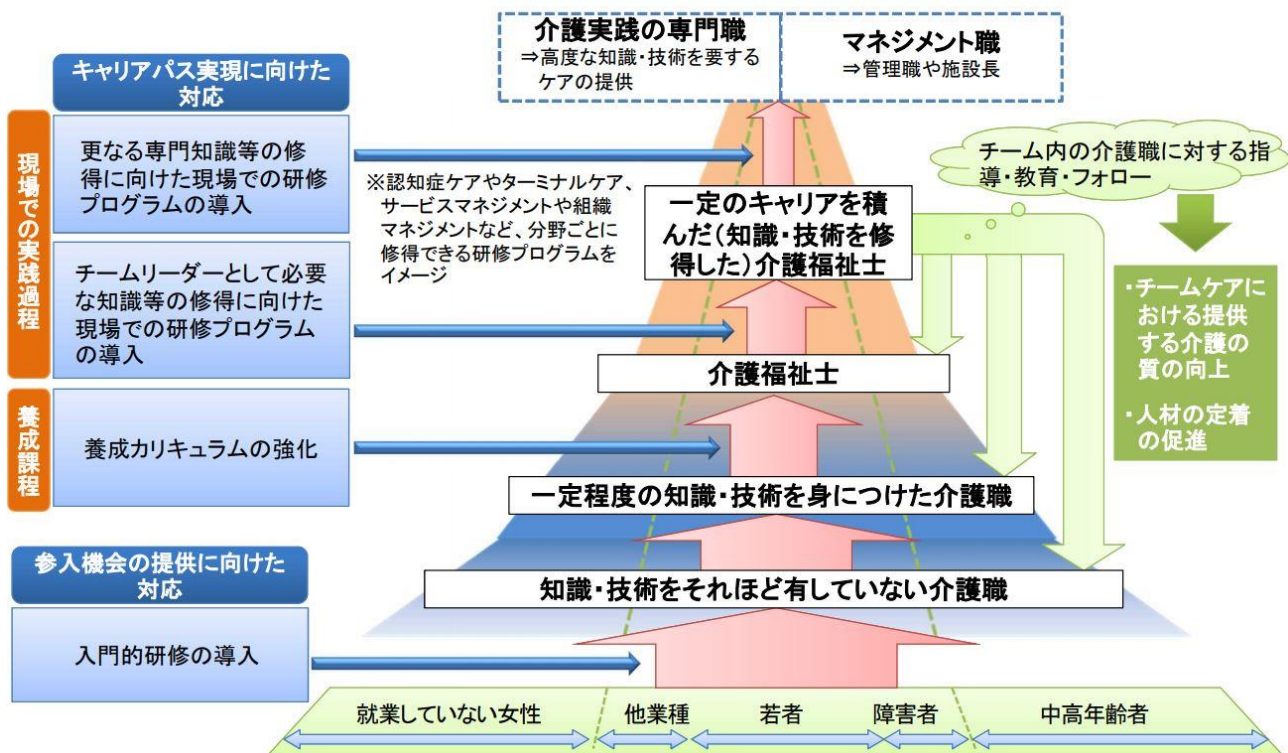 介護実践の専門職
⇒高度な知識・技術を要する
ケアの提供
マネジメント職
⇒管理職や施設長
キャリアパス実現に向けた
対応
現場での実践過程
更なる専門知識等の修
得に向けた現場での研修
プログラムの導入
※認知症ケアやターミナルケア、
サービスマネジメントや組織
マネジメントなど、分野ごとに
修得できる研修プログラムを
イメージ
チームリーダーとして必要
な知識等の修得に向けた
現場での研修プログラム
の導入
養成課程
養成カリキュラムの強化
参入機会の提供に向けた
対応
入門的研修の導入
一定のキャリアを積
んだ(知識・技術を修
得した)介護福祉士
介護福祉士
一定程度の知識・技術を身につけた介護職
知識・技術をそれほど有していない介護職
チーム内の介護職に対する指
導・教育・フォロー
・チームケアに
おける提供
する介護の
質の向上
・人材の定着
の促進
就業していない女性
他業種
若者
障害者
中高年齢者